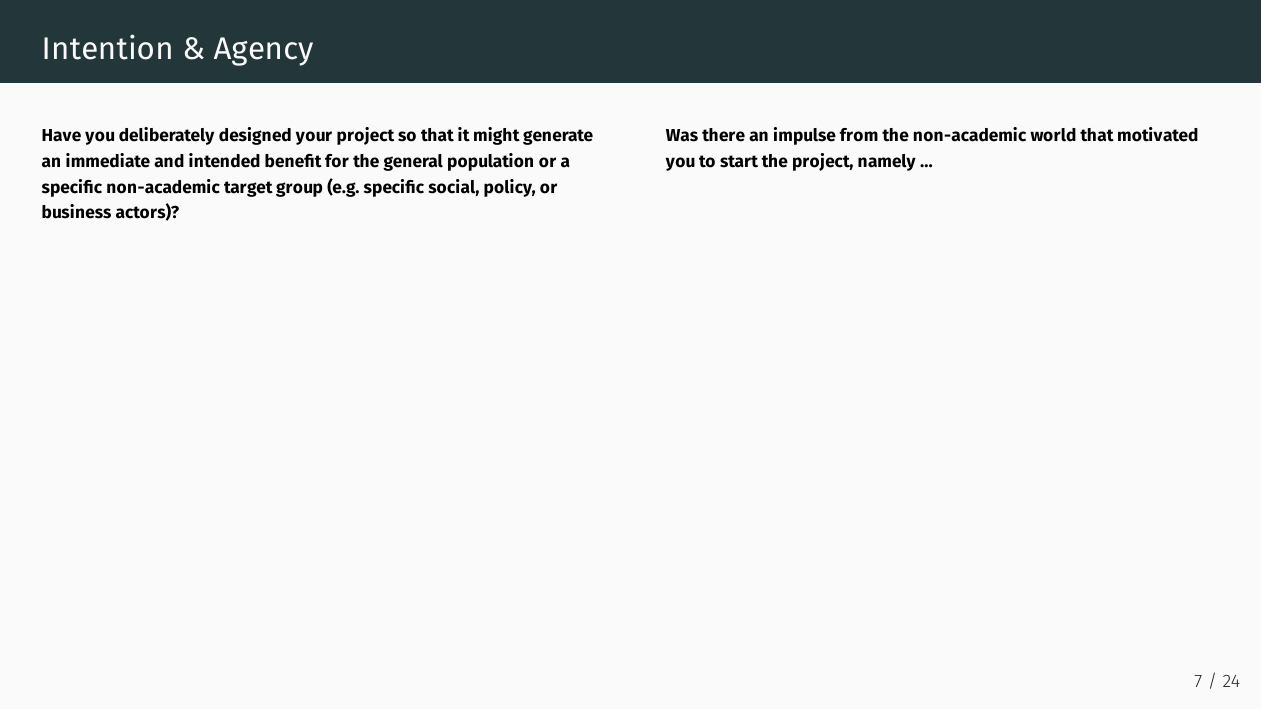 Intention & Agency
Have you deliberately designed your project so that it might generate
an immediate and intended benefit for the general population or a
specific non-academic target group (e.g. specific social, policy, or
business actors)?
Was there an impulse from the non-academic world that motivated
you to start the project, namely ...
7 / 24